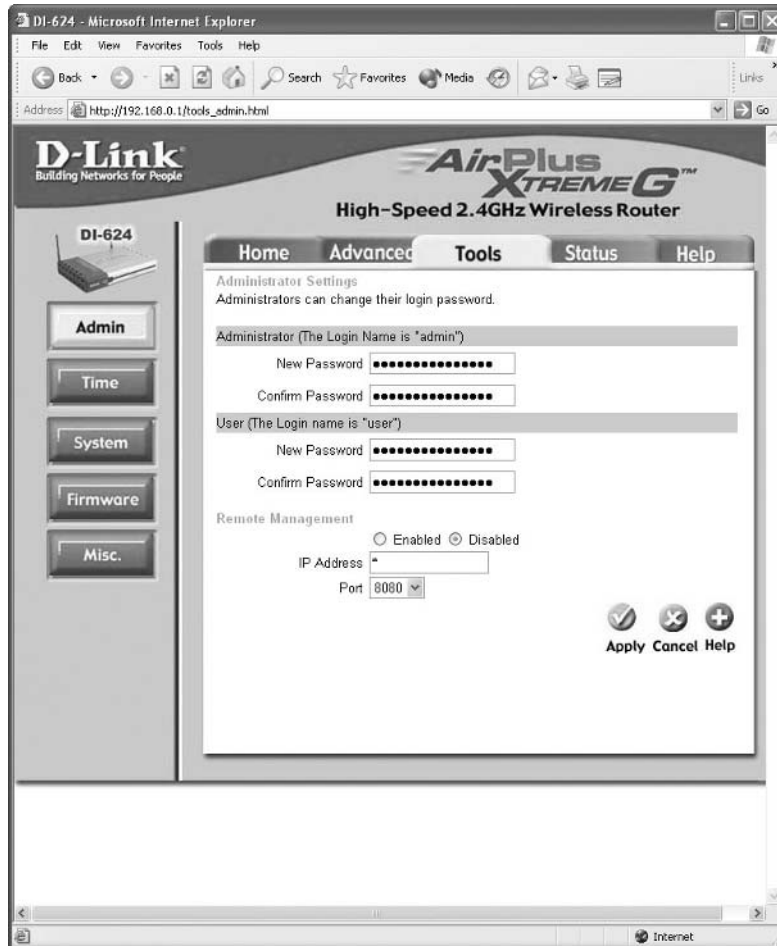 DI-624 - Microsoft Internet Explorer
File Edit View Favorites Tools Help
Back Search Favorites Media Links
Address http://192.168.0.1/tools_admin.html Go
D-Link
Building Networks for People
AirPlus
XTREME G™
High-Speed 2.4GHz Wireless Router
DI-624
Home Advanced Tools Status Help
Admin
Time
System
Firmware
Misc.
Administrator Settings
Administrators can change their login password.
Administrator (The Login Name is "admin")
New Password •••••••••••••••
Confirm Password •••••••••••••••
User (The Login name is "user")
New Password •••••••••••••••
Confirm Password •••••••••••••••
Remote Management
Enabled Disabled
IP Address *
Port 8080
Apply Cancel Help
Internet